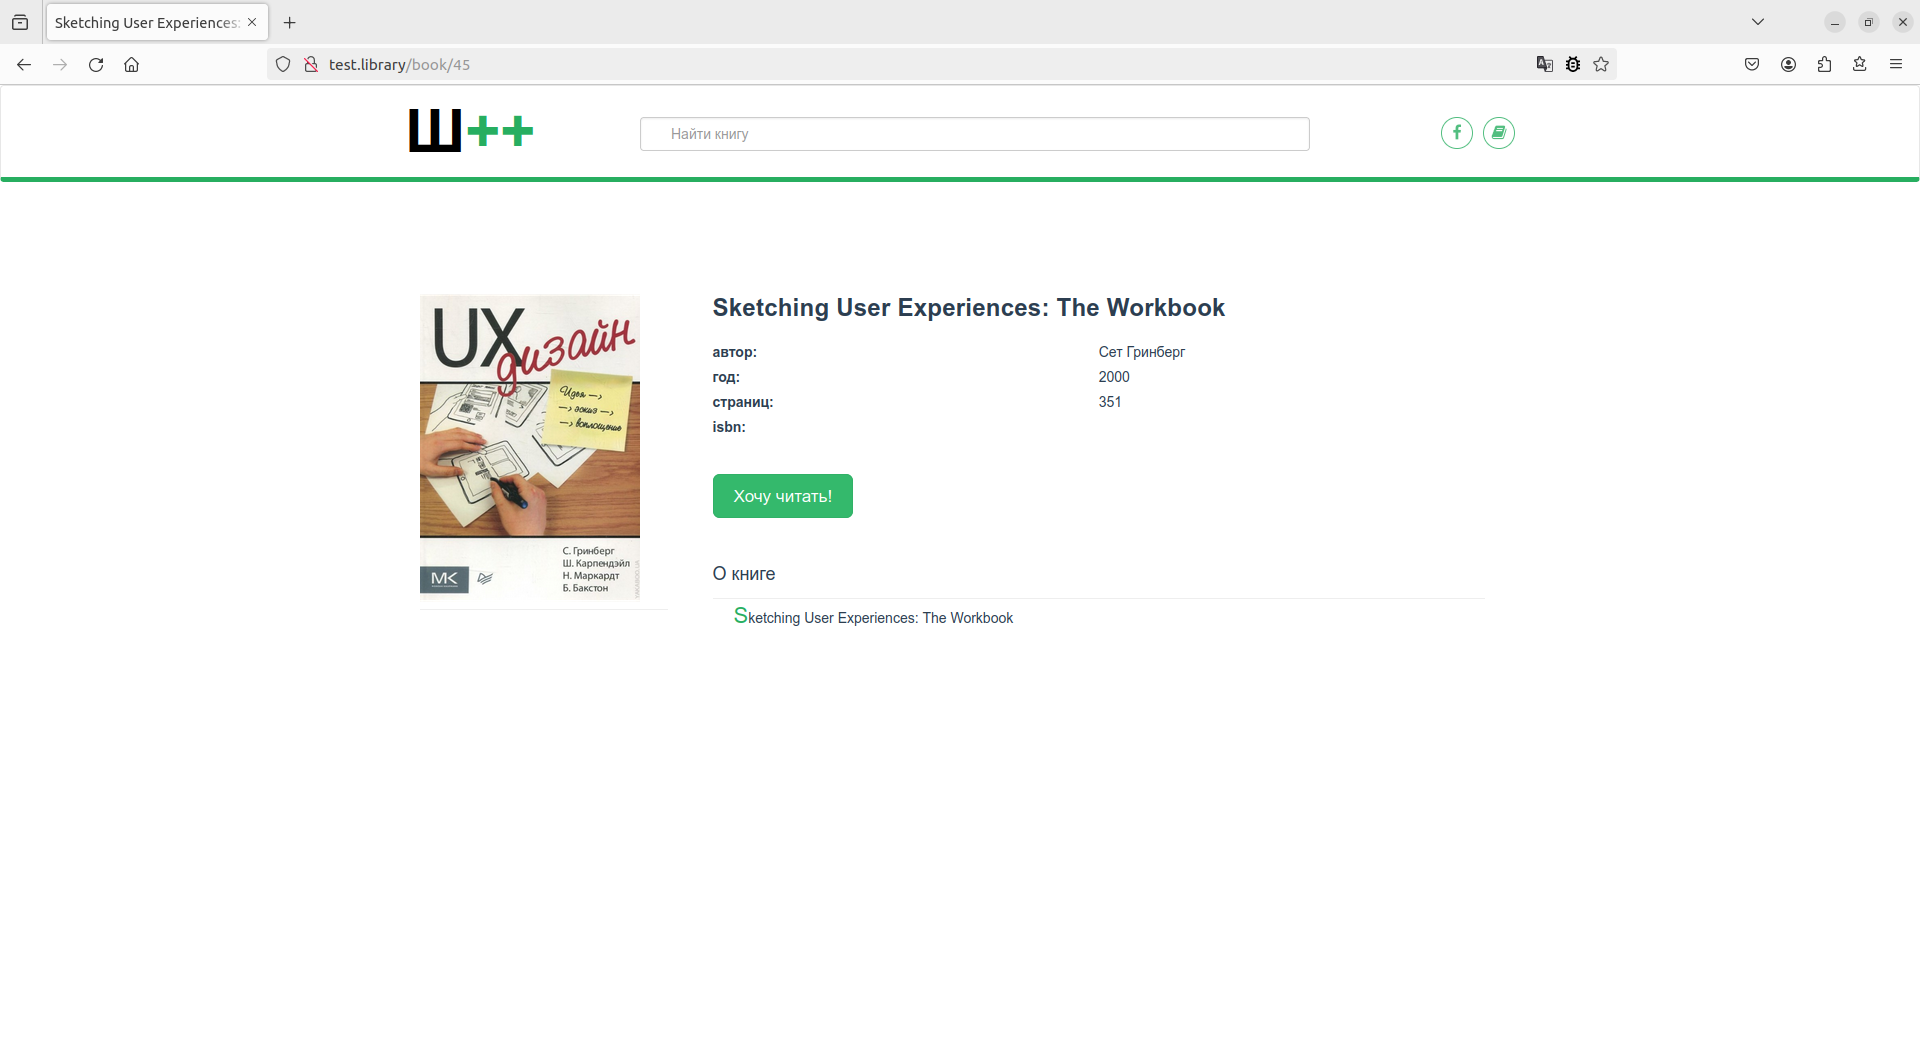 Sketching User Experiences:
test.library/book/45
Ш++
Найти книгу
UX
дизайн
Идея —>
—> эскиз —>
—> воплощение
С. Гринберг
Ш. Карпендэйл
Н. Маркардт
Б. Бакстон
MK
Sketching User Experiences: The Workbook
автор: Сет Гринберг
год: 2000
страниц: 351
isbn:
Хочу читать!
О книге
Sketching User Experiences: The Workbook